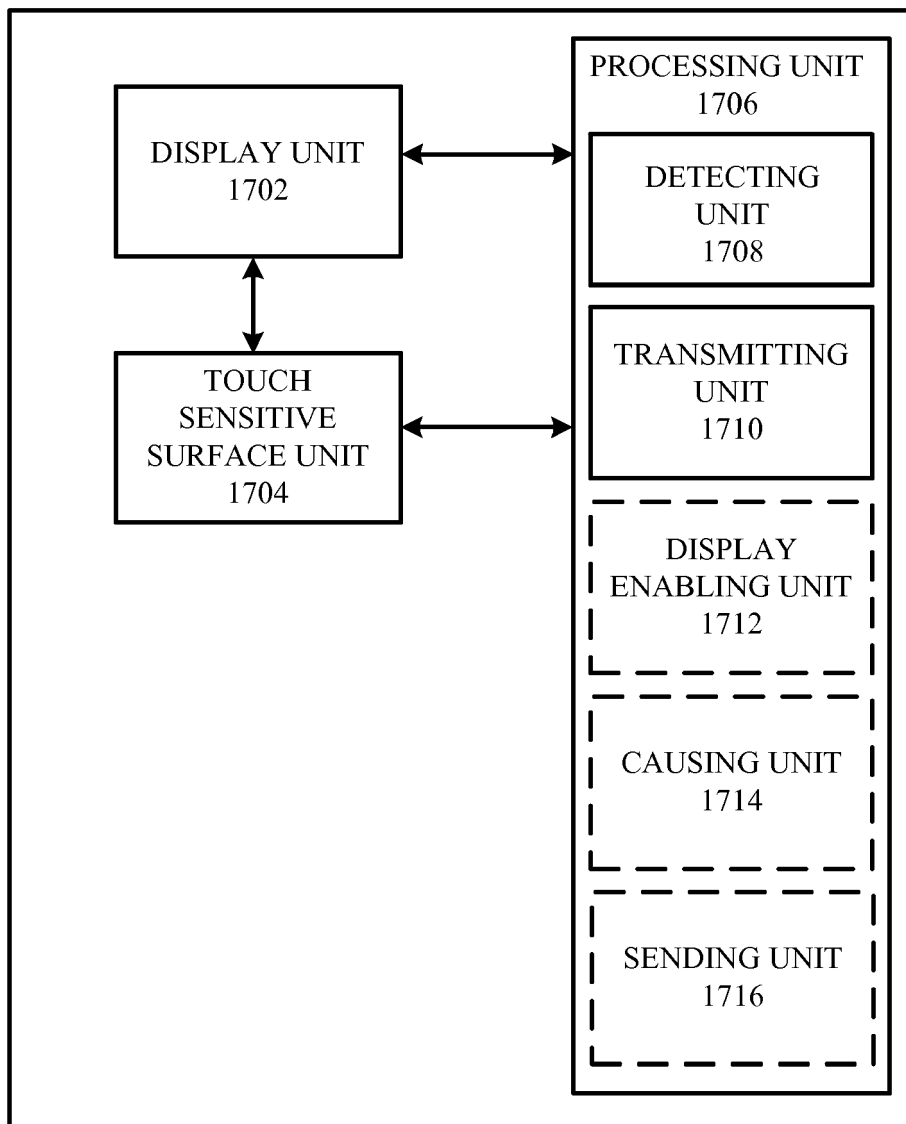 DISPLAY UNIT
1702
TOUCH
SENSITIVE
SURFACE UNIT
1704
PROCESSING UNIT
1706
DETECTING
UNIT
1708
TRANSMITTING
UNIT
1710
DISPLAY
ENABLING UNIT
1712
CAUSING UNIT
1714
SENDING UNIT
1716